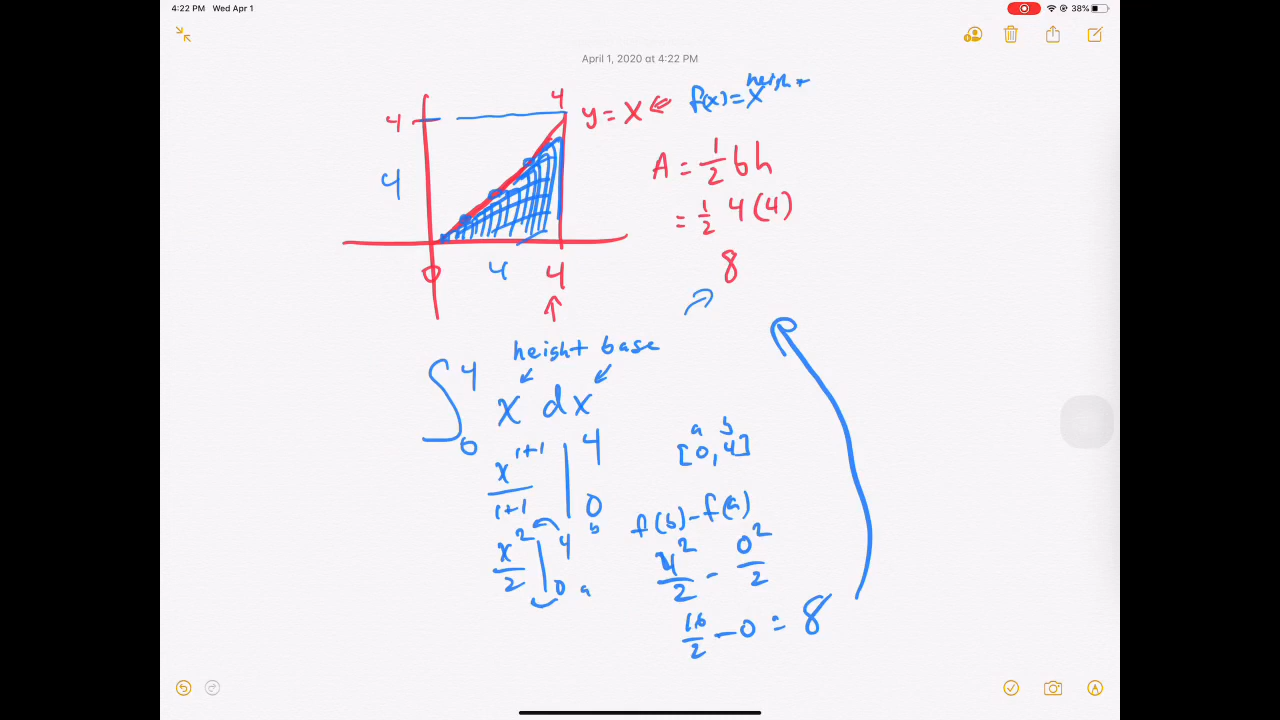 4:22 PM Wed Apr 1
38%
April 1, 2020 at 4:22 PM
4
4
y = x
f(x) = x
height
4
A = 1/2 bh
= 1/2 4(4)
8
0
4
4
height base
∫₀⁴ x dx
x^(1+1)/(1+1) | 4 0
a b
[0, 4]
f(b) - f(a)
x^2/2 | 4 b 0 a
4^2/2 - 0^2/2
16/2 - 0 = 8